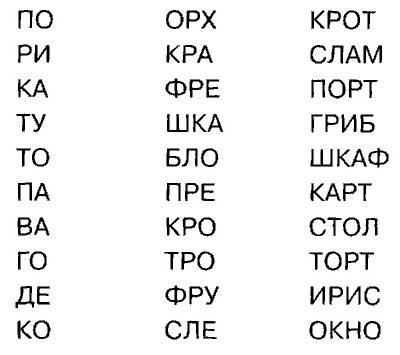 ПО ОРХ КРОТ
РИ КРА СЛАМ
КА ФРЕ ПОРТ
ТУ ШКА ГРИБ
ТО БЛО ШКАФ
ПА ПРЕ КАРТ
ВА КРО СТОЛ
ГО ТРО ТОРТ
ДЕ ФРУ ИРИС
КО СЛЕ ОКНО